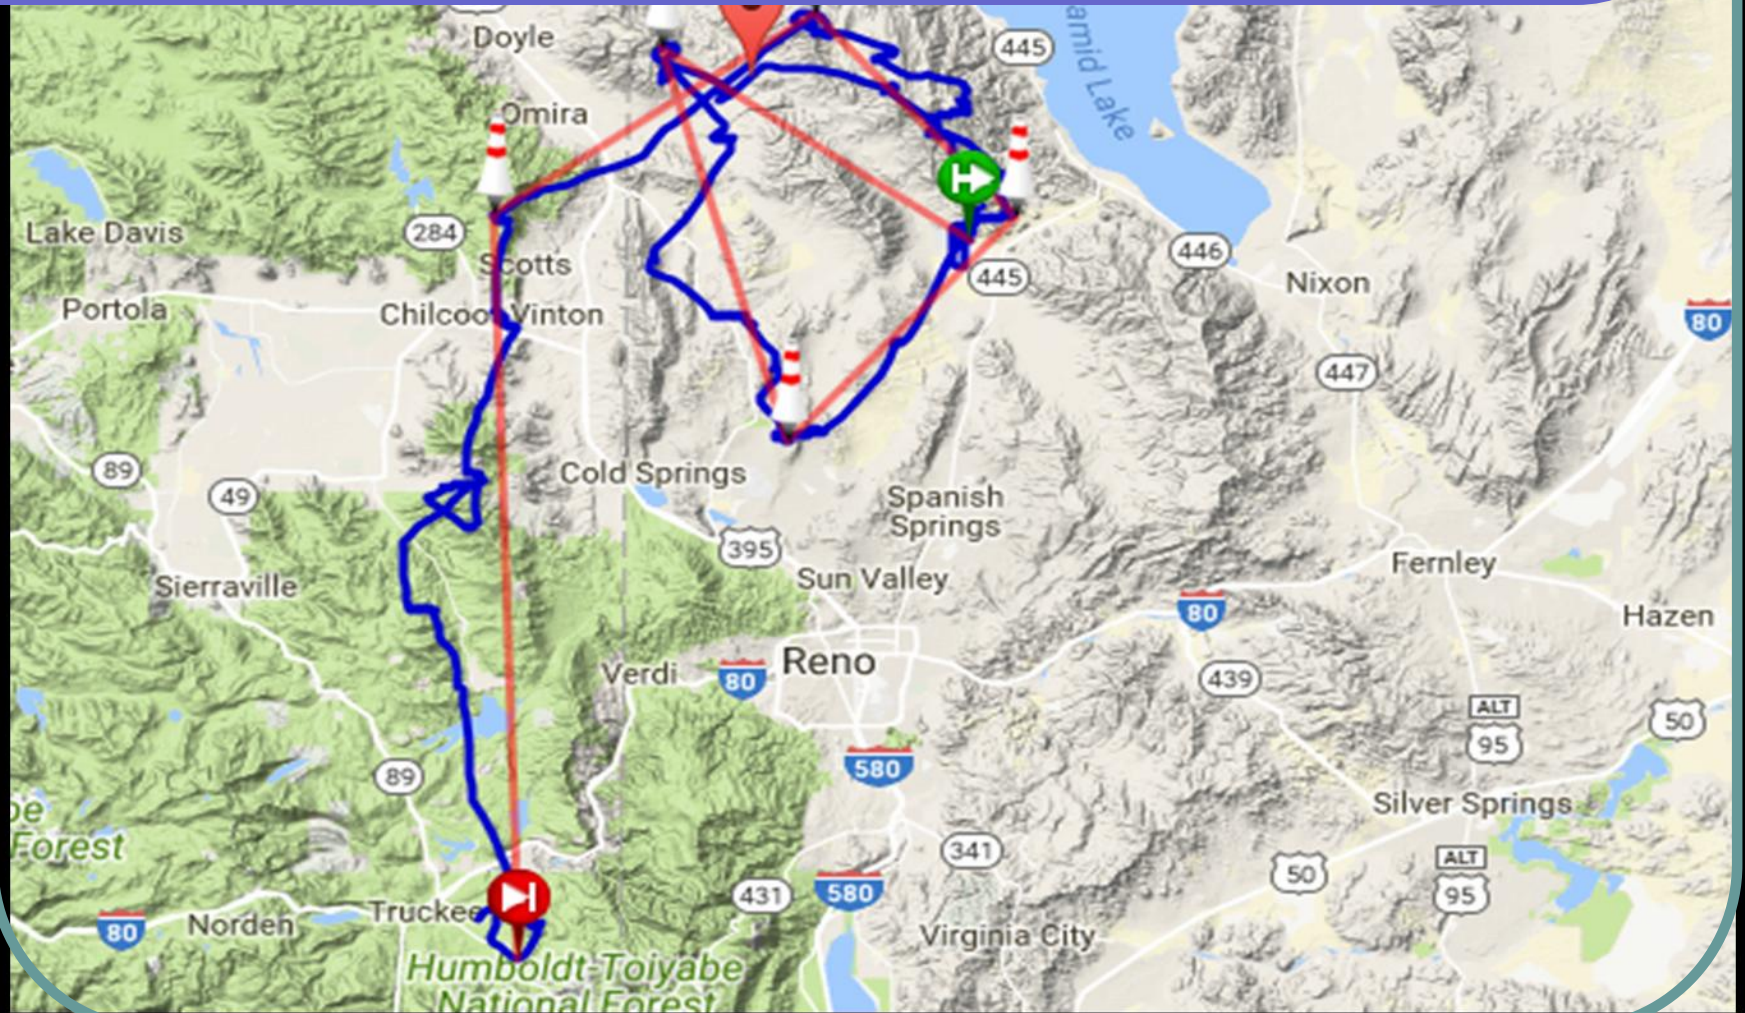 Doyle
445
amid Lake
Omira
Lake Davis
284
Scotts
446
445
Nixon
Portola
Chilcoot Vinton
80
447
89
49
Cold Springs
Spanish
Springs
395
Sierraville
Sun Valley
Fernley
80
Hazen
Verdi
80
Reno
439
ALT
95
50
89
580
Silver Springs
Forest
341
ALT
95
50
431
580
80
Norden
Truckee
Virginia City
Humboldt-Toiyabe
National Forest